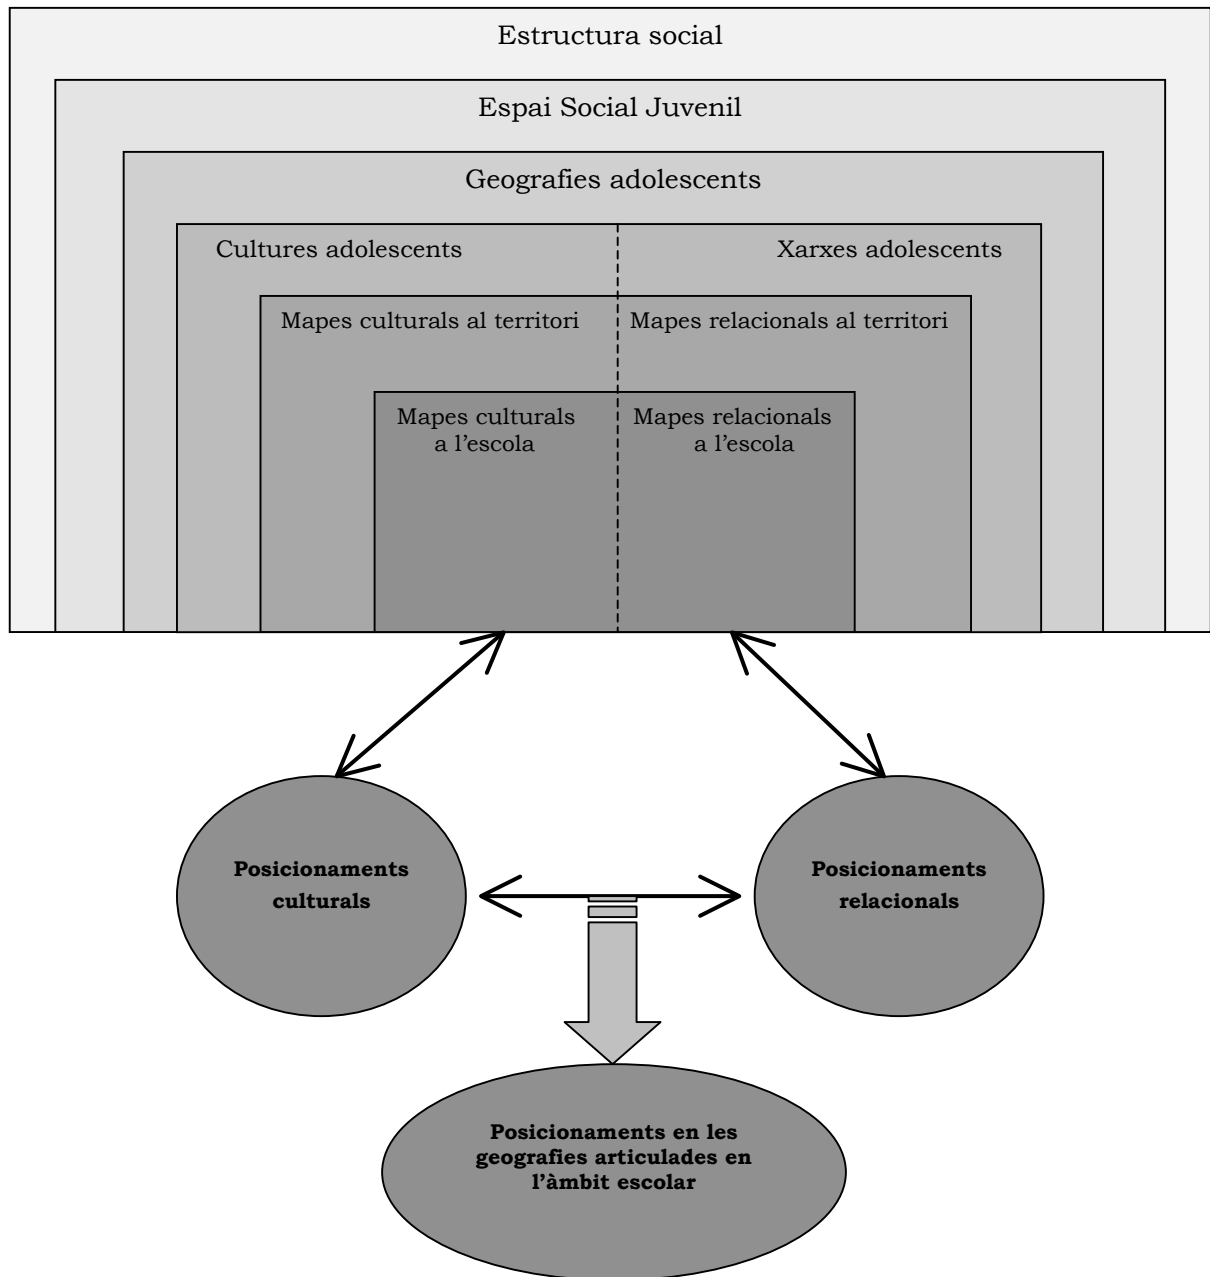 Estructura social
Espai Social Juvenil
Geografies adolescents
Cultures adolescents
Xarxes adolescents
Mapes culturals al territori
Mapes relacionals al territori
Mapes culturals
a l’escola
Mapes relacionals
a l’escola
Posicionaments
culturals
Posicionaments
relacionals
Posicionaments en les
geografies articulades en
l’àmbit escolar